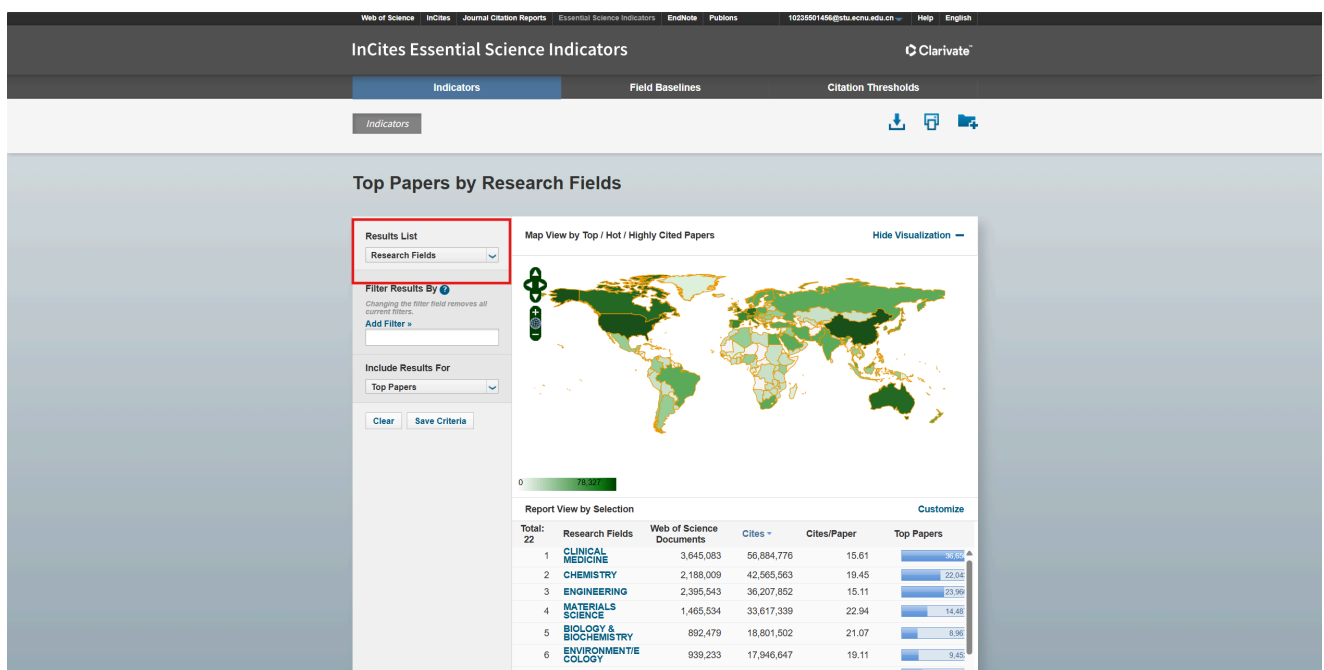 Web of Science InCites Journal Citation Reports Essential Science Indicators EndNote Publons 10235501456@stu.ecnu.edu.cn Help English
InCites Essential Science Indicators
Clarivate™
Indicators Field Baselines Citation Thresholds
Indicators
Top Papers by Research Fields
Results List
Research Fields
Filter Results By ?
Changing the filter field removes all
current filters.
Add Filter »
Include Results For
Top Papers
Clear Save Criteria
Map View by Top / Hot / Highly Cited Papers Hide Visualization
0 78,327
Report View by Selection Customize
Total:
22 Research Fields Web of Science
Documents Cites Cites/Paper Top Papers
1 CLINICAL
MEDICINE 3,645,083 56,884,776 15.61
2 CHEMISTRY 2,188,009 42,565,563 19.45
3 ENGINEERING 2,395,543 36,207,852 15.11
4 MATERIALS
SCIENCE 1,465,534 33,617,339 22.94
5 BIOLOGY &
BIOCHEMISTRY 892,479 18,801,502 21.07
6 ENVIRONMENT/E
COLOGY 939,233 17,946,647 19.11